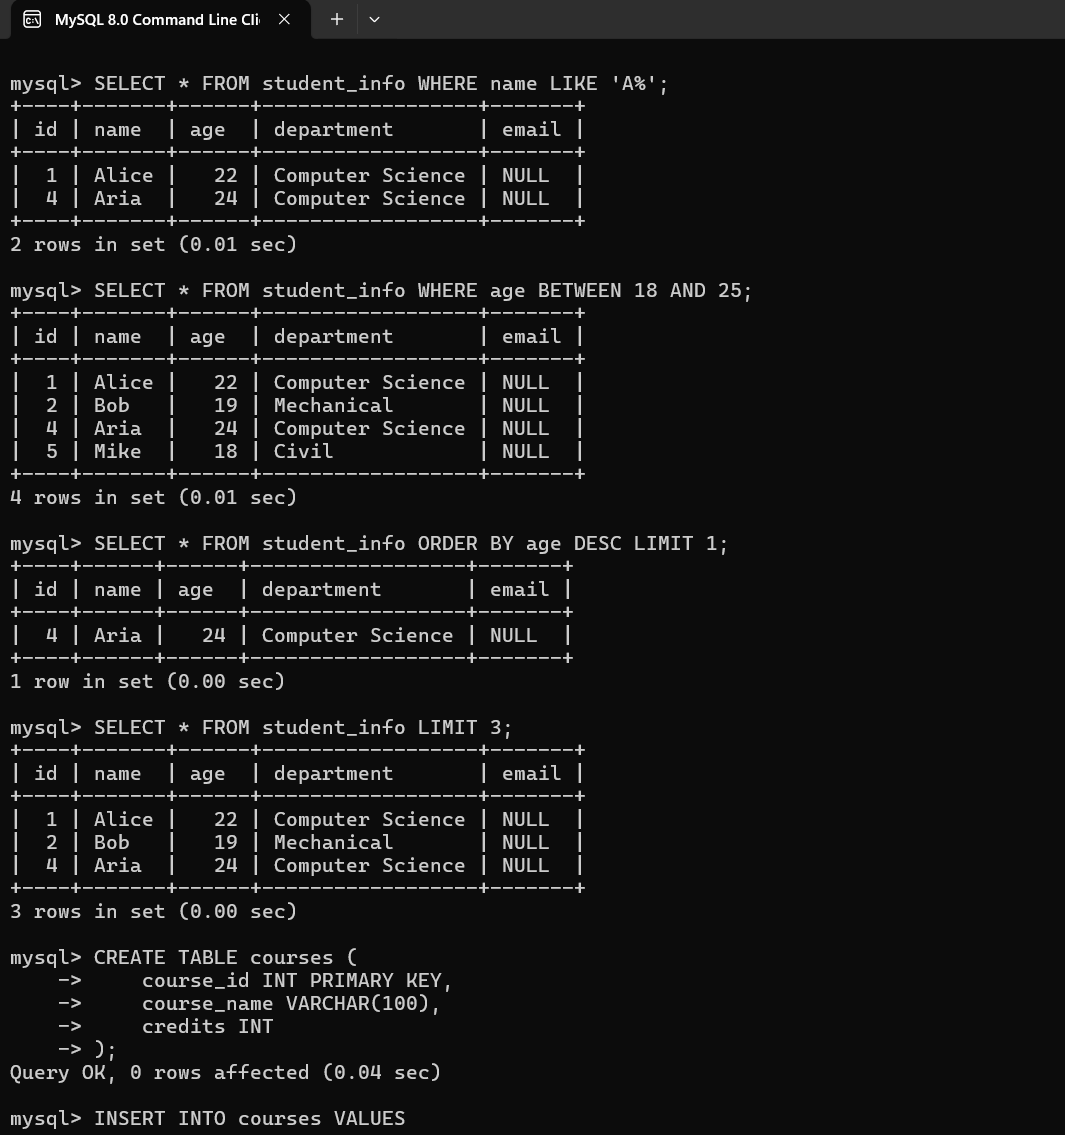 MySQL 8.0 Command Line Cli
mysql> SELECT * FROM student_info WHERE name LIKE 'A%';
+----+-------+------+------------------+-------+
| id | name  | age  | department       | email |
+----+-------+------+------------------+-------+
|  1 | Alice |   22 | Computer Science | NULL  |
|  4 | Aria  |   24 | Computer Science | NULL  |
+----+-------+------+------------------+-------+
2 rows in set (0.01 sec)
mysql> SELECT * FROM student_info WHERE age BETWEEN 18 AND 25;
+----+-------+------+------------------+-------+
| id | name  | age  | department       | email |
+----+-------+------+------------------+-------+
|  1 | Alice |   22 | Computer Science | NULL  |
|  2 | Bob   |   19 | Mechanical       | NULL  |
|  4 | Aria  |   24 | Computer Science | NULL  |
|  5 | Mike  |   18 | Civil            | NULL  |
+----+-------+------+------------------+-------+
4 rows in set (0.01 sec)
mysql> SELECT * FROM student_info ORDER BY age DESC LIMIT 1;
+----+------+------+------------------+-------+
| id | name | age  | department       | email |
+----+------+------+------------------+-------+
|  4 | Aria |   24 | Computer Science | NULL  |
+----+------+------+------------------+-------+
1 row in set (0.00 sec)
mysql> SELECT * FROM student_info LIMIT 3;
+----+-------+------+------------------+-------+
| id | name  | age  | department       | email |
+----+-------+------+------------------+-------+
|  1 | Alice |   22 | Computer Science | NULL  |
|  2 | Bob   |   19 | Mechanical       | NULL  |
|  4 | Aria  |   24 | Computer Science | NULL  |
+----+-------+------+------------------+-------+
3 rows in set (0.00 sec)
mysql> CREATE TABLE courses (
    ->     course_id INT PRIMARY KEY,
    ->     course_name VARCHAR(100),
    ->     credits INT
    -> );
Query OK, 0 rows affected (0.04 sec)
mysql> INSERT INTO courses VALUES